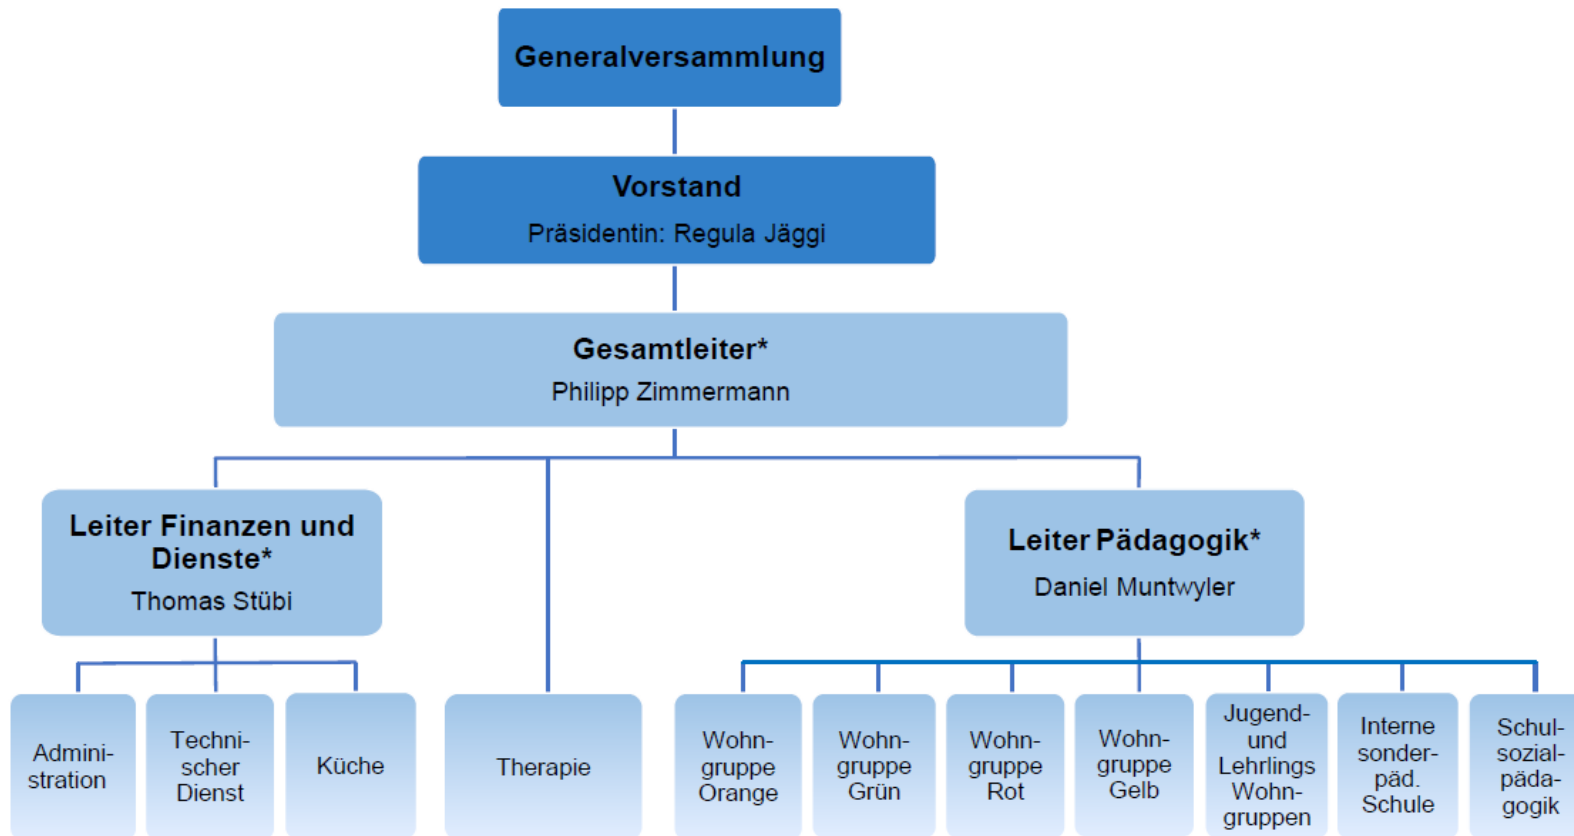 Generalversammlung
Vorstand
Präsidentin: Regula Jäggi
Gesamtleiter*
Philipp Zimmermann
Leiter Finanzen und
Dienste*
Thomas Stübi
Leiter Pädagogik*
Daniel Muntwyler
Admini-
stration
Techni-
scher
Dienst
Küche
Therapie
Wohn-
gruppe
Orange
Wohn-
gruppe
Grün
Wohn-
gruppe
Rot
Wohn-
gruppe
Gelb
Jugend-
und
Lehrlings
Wohn-
gruppen
Interne
sonder-
päd.
Schule
Schul-
sozial-
päda-
gogik